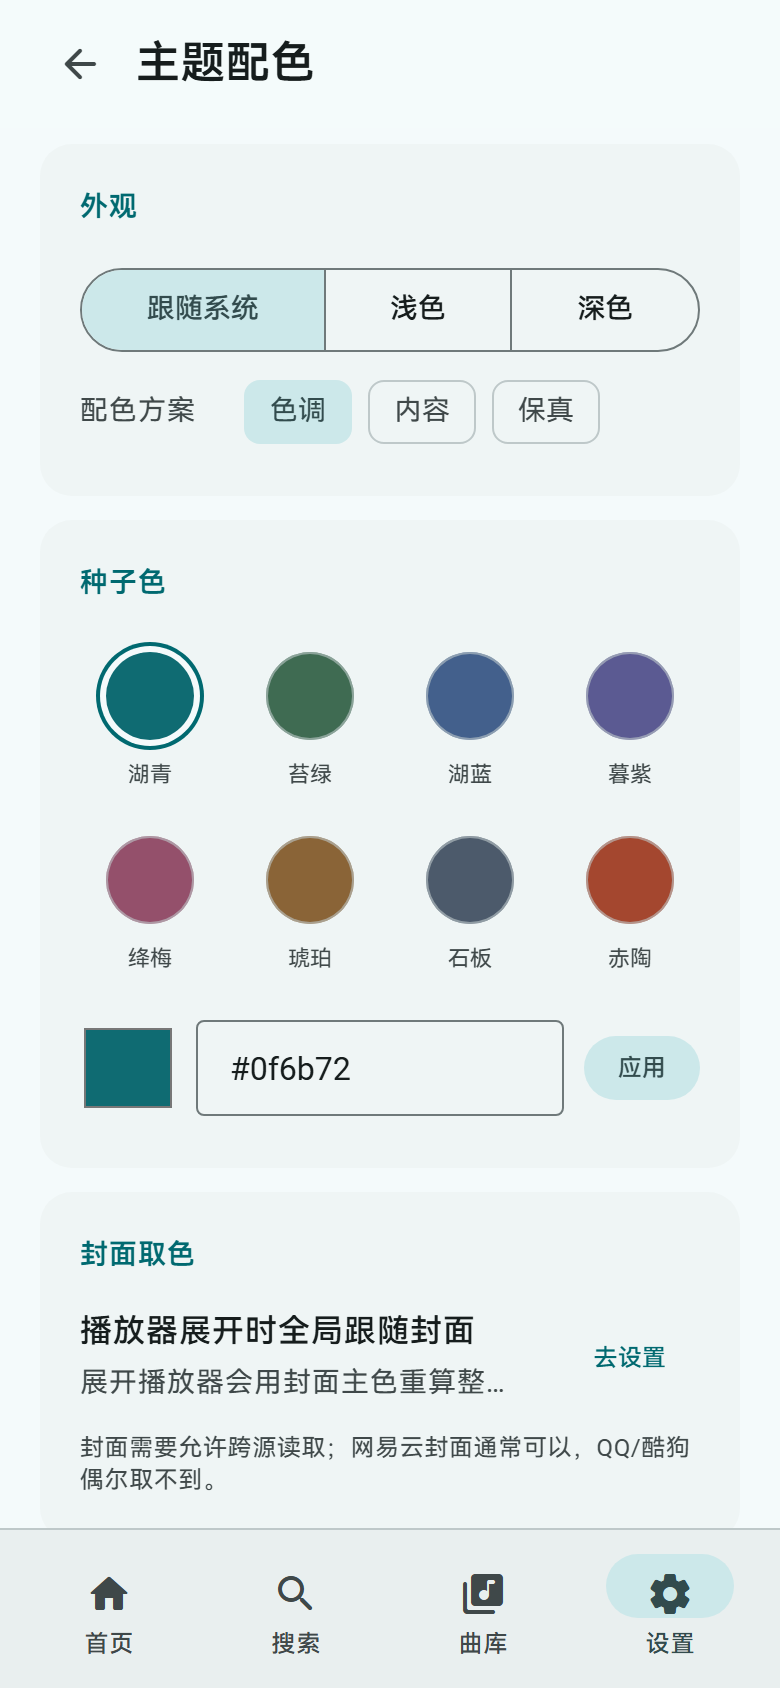 主题配色
外观
跟随系统 浅色 深色
配色方案 色调 内容 保真
种子色
湖青 苔绿 湖蓝 暮紫
绛梅 琥珀 石板 赤陶
#0f6b72 应用
封面取色
播放器展开时全局跟随封面
展开播放器会用封面主色重算整...
去设置
封面需要允许跨源读取；网易云封面通常可以，QQ/酷狗
偶尔取不到。
首页 搜索 曲库 设置